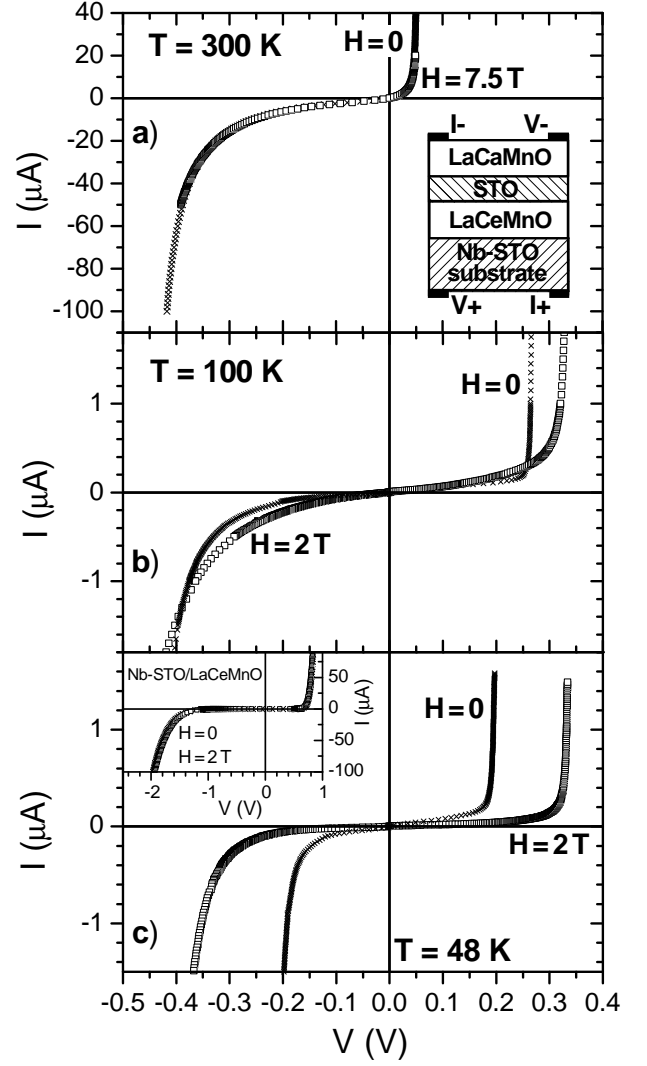 40
T = 300 K
H = 0
20
H = 7.5 T
0
a)
I- V-
-20
LaCaMnO
STO
-40
LaCeMnO
-60
Nb-STO
substrate
-80
V+ I+
-100
I (µA)
T = 100 K
H = 0
1
0
H = 2 T
-1
b)
I (µA)
Nb-STO/LaCeMnO
50
0
-50
-100
I (µA)
H = 0
H = 2 T
-2 -1 0 1
V (V)
H = 0
1
0
H = 2 T
-1
c)
T = 48 K
I (µA)
-0.5 -0.4 -0.3 -0.2 -0.1 0.0 0.1 0.2 0.3 0.4
V (V)